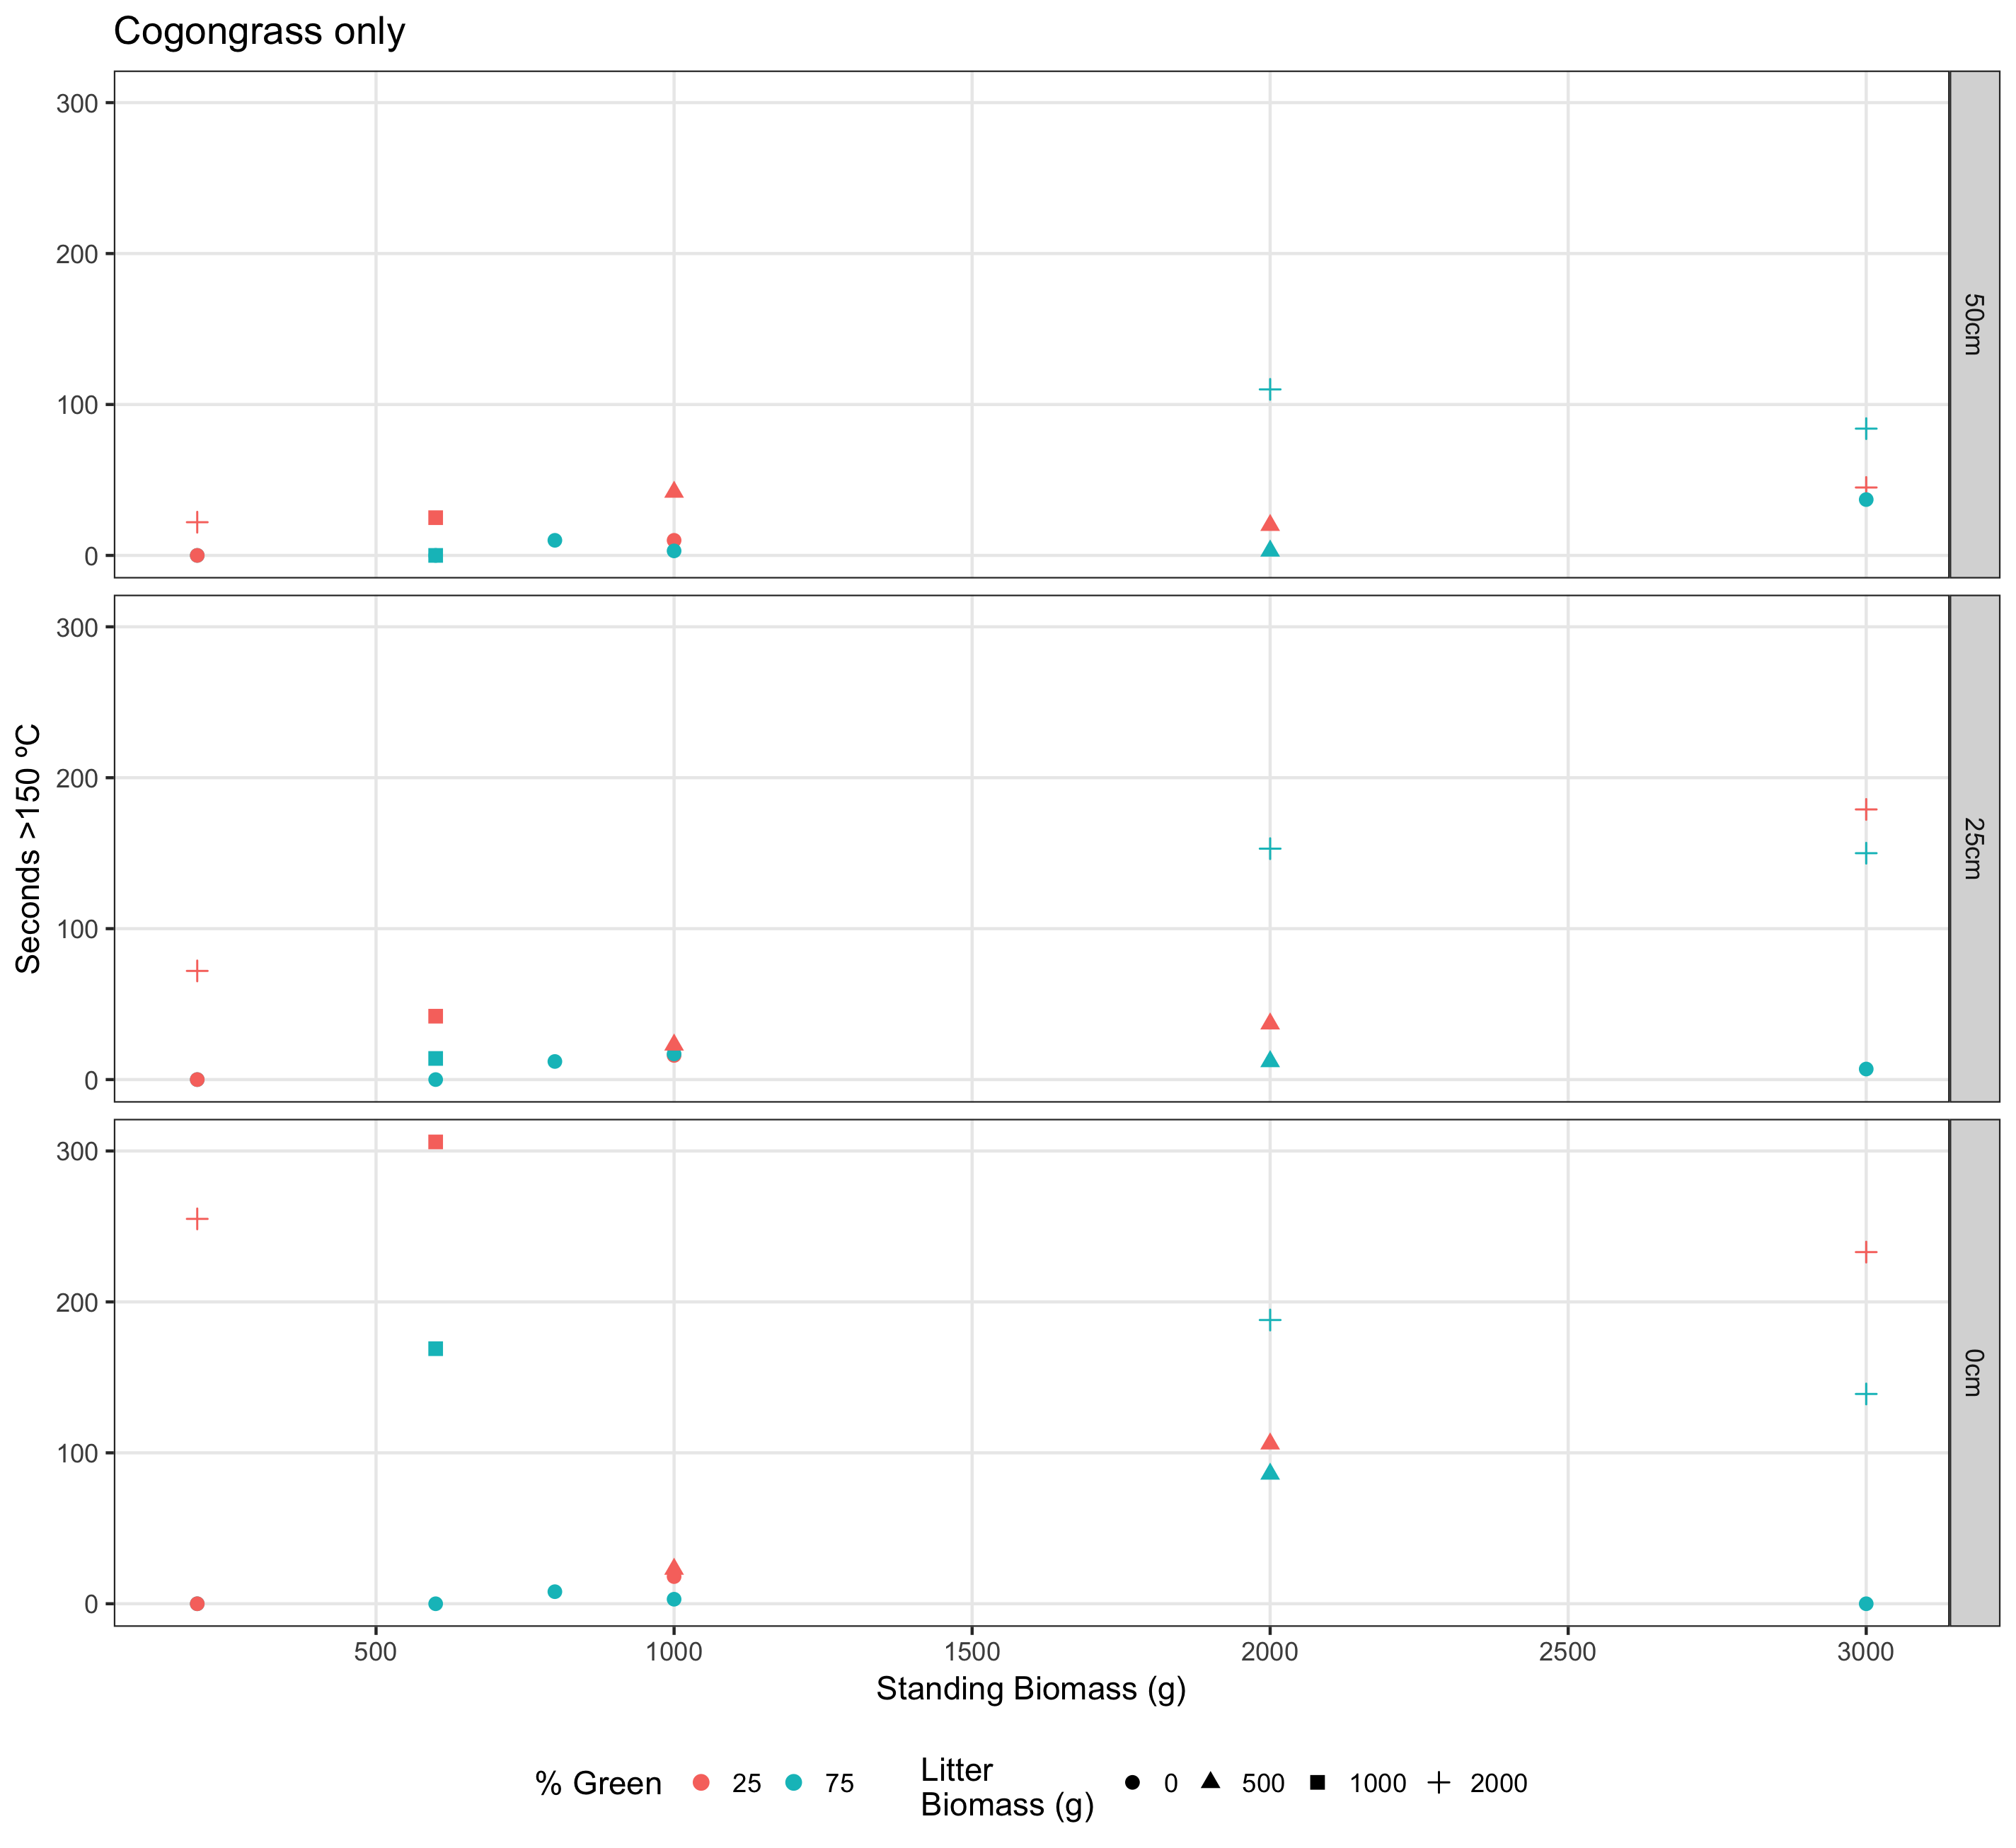 Cogongrass only
300
200
100
0
50cm
300
200
100
0
25cm
300
200
100
0
0cm
Seconds >150 ºC
500 1000 1500 2000 2500 3000
Standing Biomass (g)
% Green 25 75
Litter
Biomass (g)
0 500 1000 2000